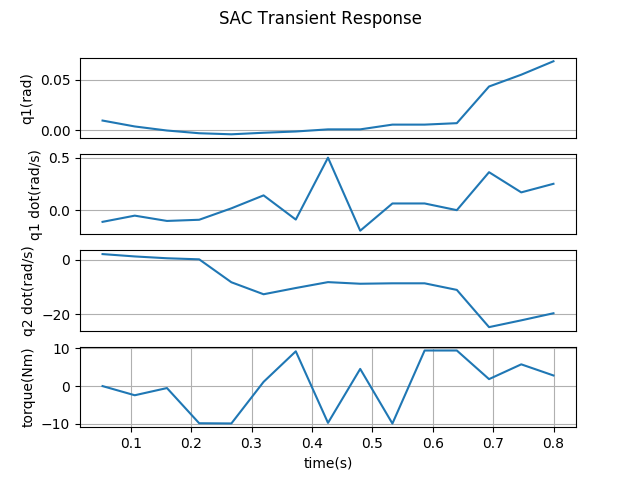 SAC Transient Response
q1(rad)
0.05
0.00
q1 dot(rad/s)
0.5
0.0
q2 dot(rad/s)
0
−20
torque(Nm)
10
0
−10
0.1 0.2 0.3 0.4 0.5 0.6 0.7 0.8
time(s)